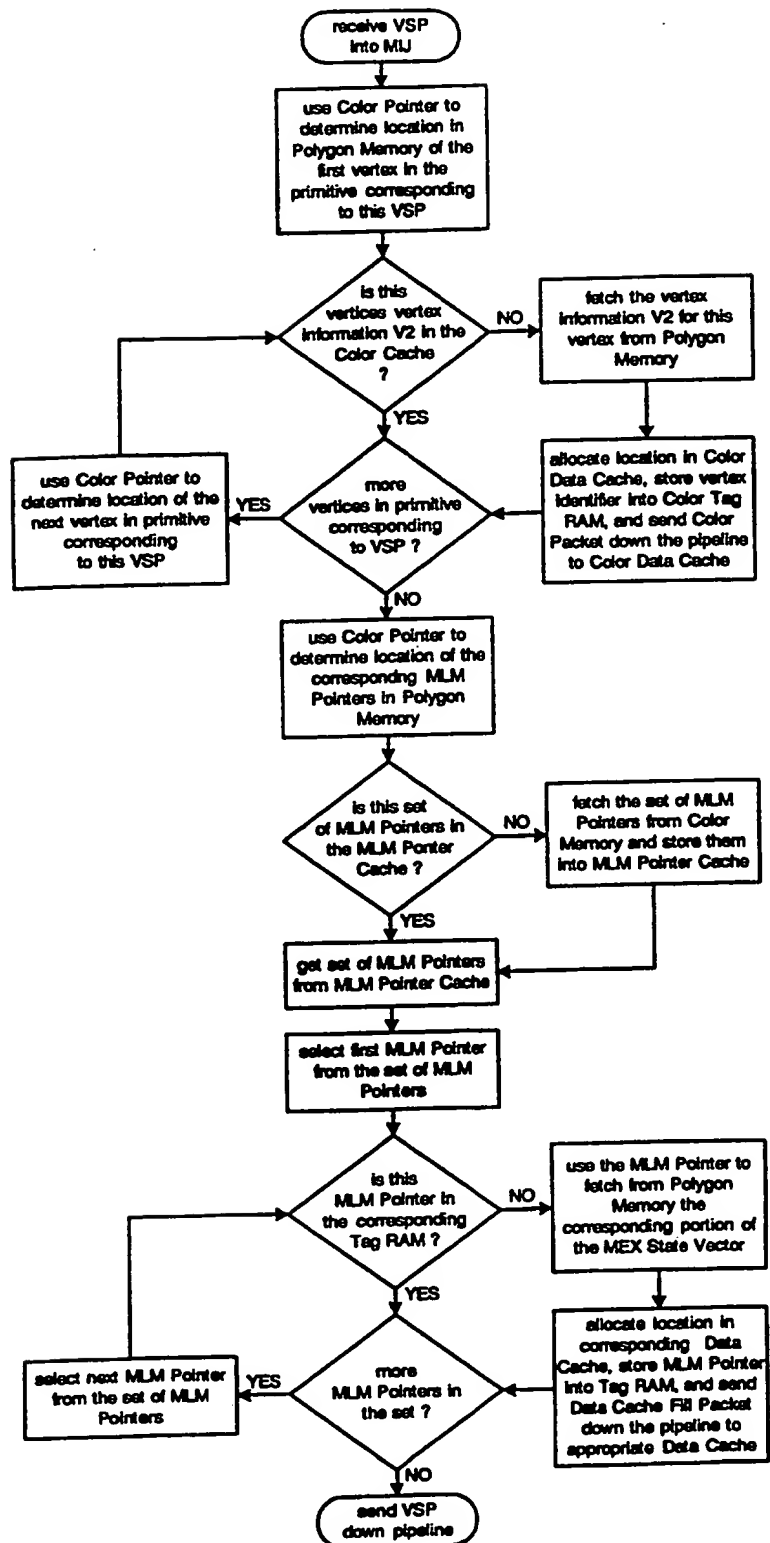 receive VSP
into MIJ
use Color Pointer to
determine location in
Polygon Memory of the
first vertex in the
primitive corresponding
to this VSP
is this
vertices vertex
information V2 in the
Color Cache
?
NO
fetch the vertex
information V2 for this
vertex from Polygon
Memory
YES
allocate location in Color
Data Cache, store vertex
identifier into Color Tag
RAM, and send Color
Packet down the pipeline
to Color Data Cache
more
vertices in primitive
corresponding
to VSP ?
YES
use Color Pointer to
determine location of the
next vertex in primitive
corresponding
to this VSP
NO
use Color Pointer to
determine location of the
correspondng MLM
Pointers in Polygon
Memory
is this set
of MLM Pointers in
the MLM Ponter
Cache ?
NO
fetch the set of MLM
Pointers from Color
Memory and store them
into MLM Pointer Cache
YES
get set of MLM Pointers
from MLM Pointer Cache
select first MLM Pointer
from the set of MLM
Pointers
is this
MLM Pointer in
the corresponding
Tag RAM ?
NO
use the MLM Pointer to
fetch from Polygon
Memory the
corresponding portion of
the MEX State Vector
YES
allocate location in
corresponding Data
Cache, store MLM Pointer
into Tag RAM, and send
Data Cache Fill Packet
down the pipeline to
appropriate Data Cache
more
MLM Pointers in
the set ?
YES
select next MLM Pointer
from the set of MLM
Pointers
NO
send VSP
down pipeline